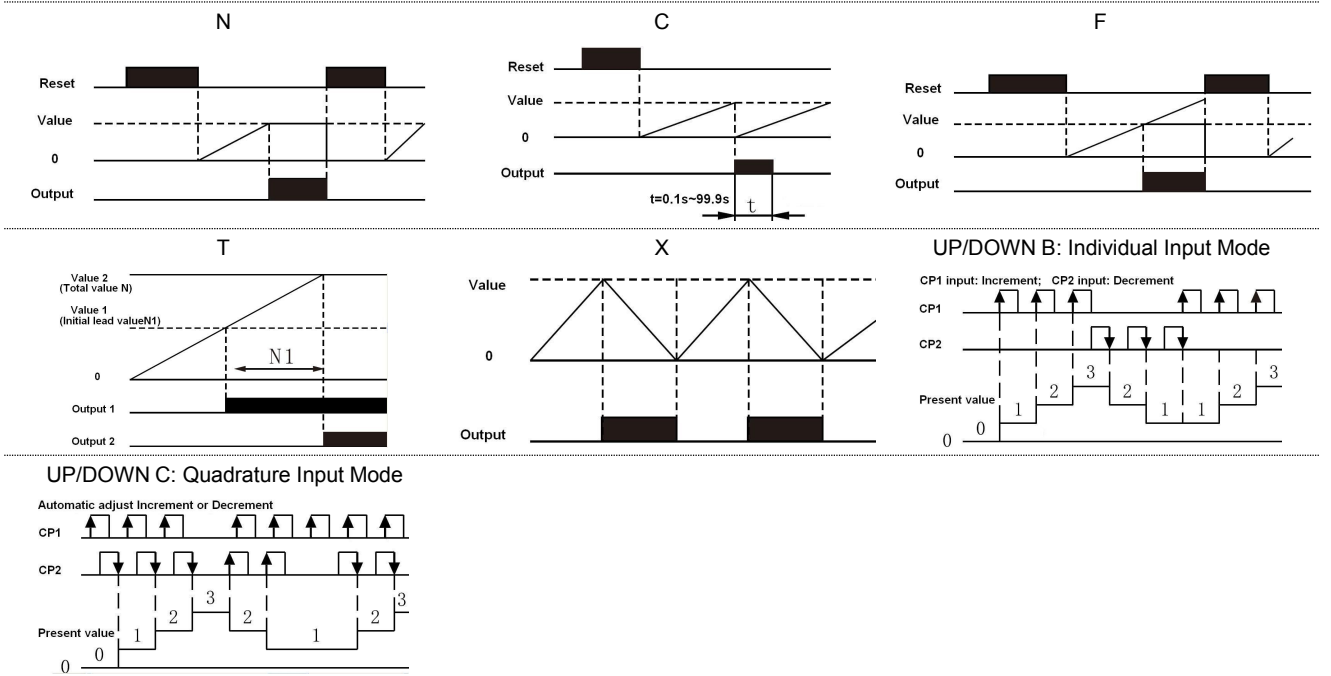 N
Reset
Value
0
Output
C
Reset
Value
0
Output
t=0.1s~99.9s
t
F
Reset
Value
0
Output
T
Value 2
(Total value N)
Value 1
(Initial lead valueN1)
N1
0
Output 1
Output 2
X
Value
0
Output
UP/DOWN B: Individual Input Mode
CP1 input: Increment; CP2 input: Decrement
CP1
CP2
Present value
0 0 1 2 3 2 1 1 2 3
UP/DOWN C: Quadrature Input Mode
Automatic adjust Increment or Decrement
CP1
CP2
Present value
0 0 1 2 3 2 1 2 3